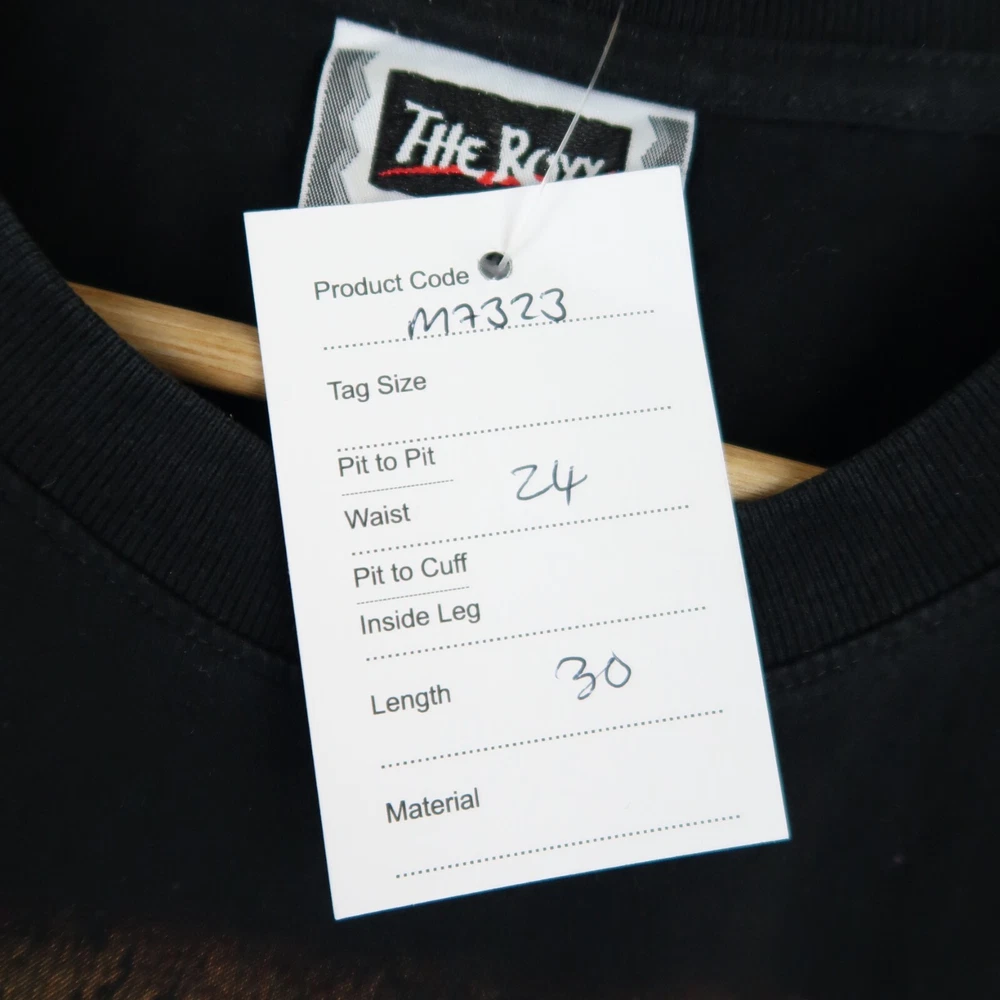 THE ROXX
Product Code
M7323
Tag Size
Pit to Pit
24
Waist
Pit to Cuff
Inside Leg
Length
30
Material